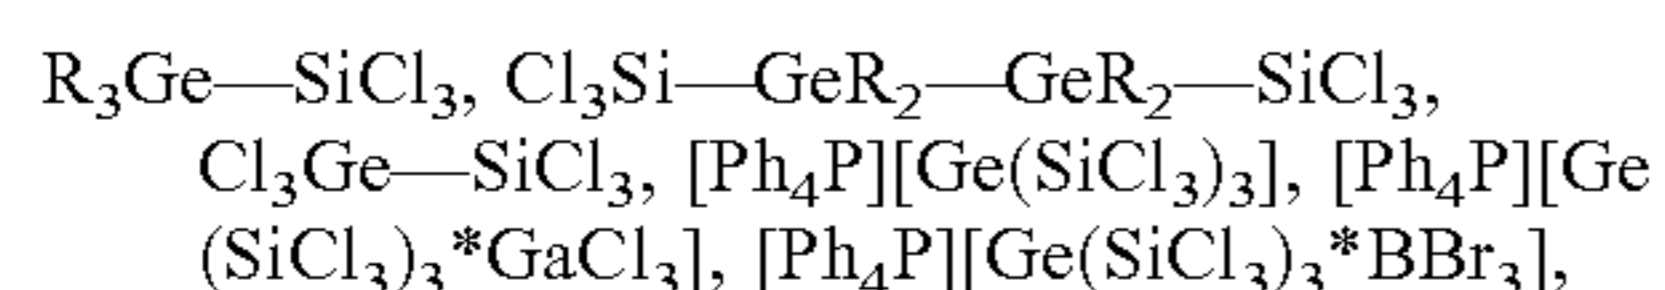 R₃Ge—SiCl₃, Cl₃Si—GeR₂—GeR₂—SiCl₃,
Cl₃Ge—SiCl₃, [Ph₄P][Ge(SiCl₃)₃], [Ph₄P][Ge
(SiCl₃)₃*GaCl₃], [Ph₄P][Ge(SiCl₃)₃*BBr₃],